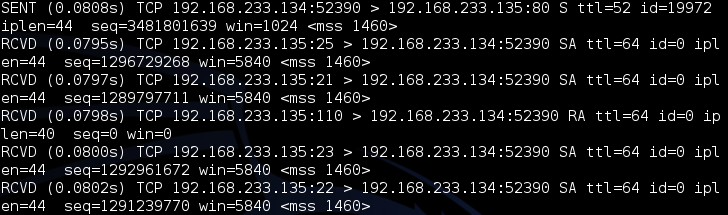 SENT (0.0808s) TCP 192.168.233.134:52390 > 192.168.233.135:80 S ttl=52 id=19972
iplen=44  seq=3481801639 win=1024 <mss 1460>
RCVD (0.0795s) TCP 192.168.233.135:25 > 192.168.233.134:52390 SA ttl=64 id=0 ipl
en=44  seq=1296729268 win=5840 <mss 1460>
RCVD (0.0797s) TCP 192.168.233.135:21 > 192.168.233.134:52390 SA ttl=64 id=0 ipl
en=44  seq=1289797711 win=5840 <mss 1460>
RCVD (0.0798s) TCP 192.168.233.135:110 > 192.168.233.134:52390 RA ttl=64 id=0 ip
len=40  seq=0 win=0
RCVD (0.0800s) TCP 192.168.233.135:23 > 192.168.233.134:52390 SA ttl=64 id=0 ipl
en=44  seq=1292961672 win=5840 <mss 1460>
RCVD (0.0802s) TCP 192.168.233.135:22 > 192.168.233.134:52390 SA ttl=64 id=0 ipl
en=44  seq=1291239770 win=5840 <mss 1460>